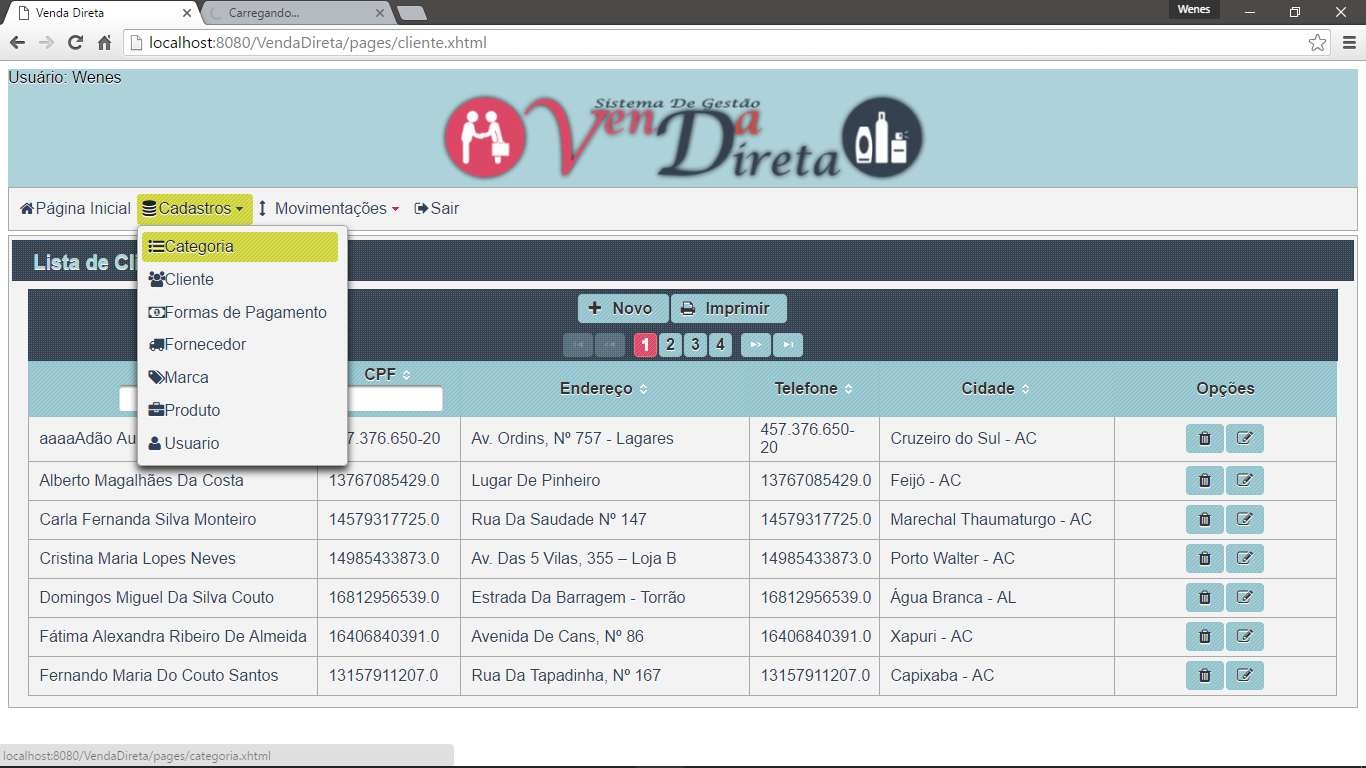 Venda Direta
Carregando...
Wenes
localhost:8080/VendaDireta/pages/cliente.xhtml
Usuário: Wenes
Sistema De Gestão
VenDa
Direta
Página Inicial Cadastros Movimentações Sair
Categoria
Cliente
Formas de Pagamento
Fornecedor
Marca
Produto
Usuario
Lista de Cli
Novo Imprimir
1 2 3 4
CPF Endereço Telefone Cidade Opções
aaaaAdão Au 7.376.650-20 Av. Ordins, Nº 757 - Lagares 457.376.650-20 Cruzeiro do Sul - AC
Alberto Magalhães Da Costa 13767085429.0 Lugar De Pinheiro 13767085429.0 Feijó - AC
Carla Fernanda Silva Monteiro 14579317725.0 Rua Da Saudade Nº 147 14579317725.0 Marechal Thaumaturgo - AC
Cristina Maria Lopes Neves 14985433873.0 Av. Das 5 Vilas, 355 – Loja B 14985433873.0 Porto Walter - AC
Domingos Miguel Da Silva Couto 16812956539.0 Estrada Da Barragem - Torrão 16812956539.0 Água Branca - AL
Fátima Alexandra Ribeiro De Almeida 16406840391.0 Avenida De Cans, Nº 86 16406840391.0 Xapuri - AC
Fernando Maria Do Couto Santos 13157911207.0 Rua Da Tapadinha, Nº 167 13157911207.0 Capixaba - AC
localhost:8080/VendaDireta/pages/categoria.xhtml